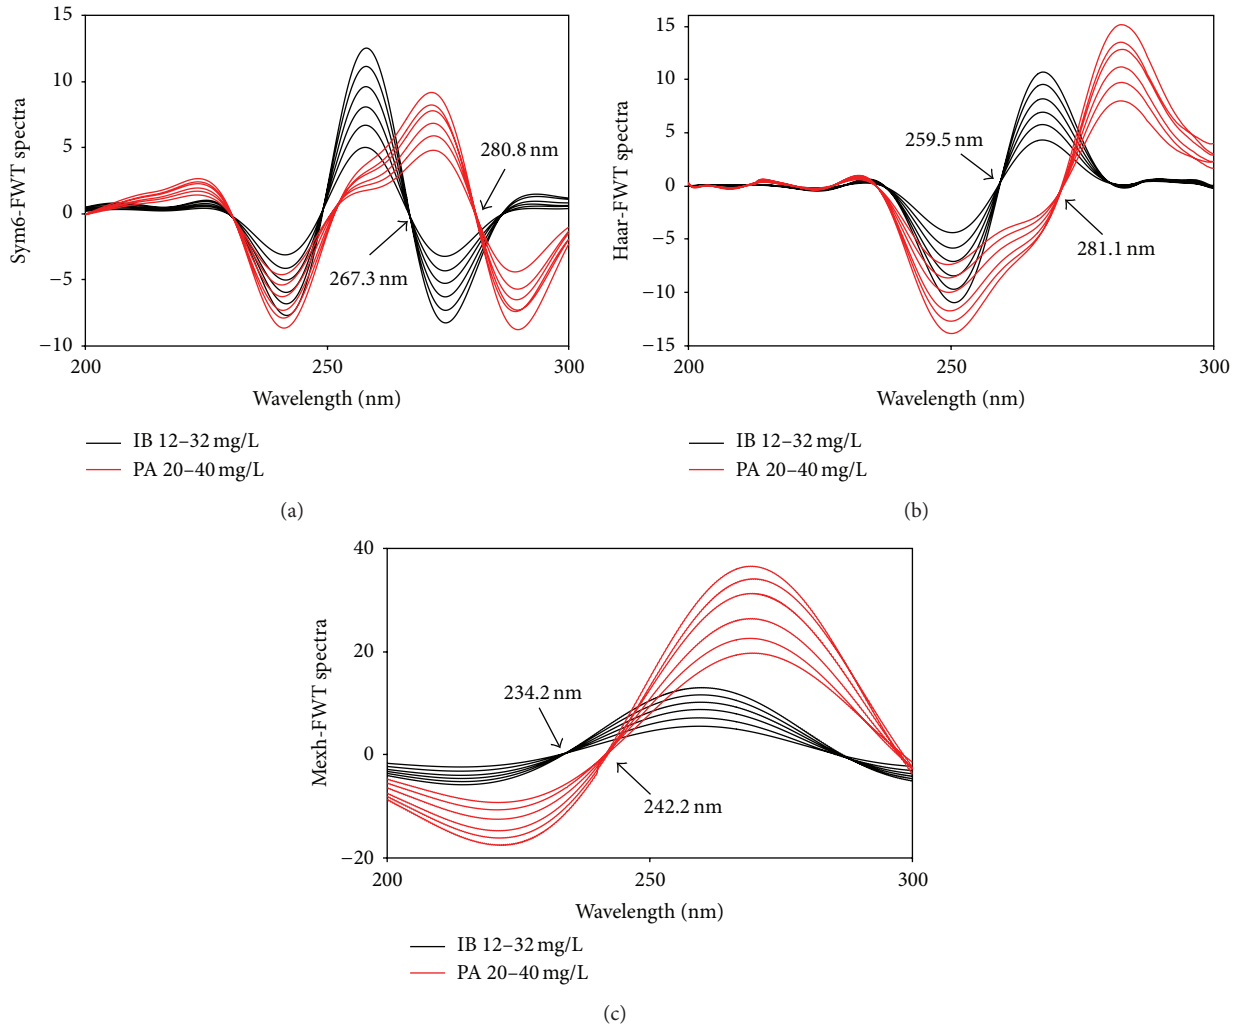 15
10
5
0
−5
−10
Sym6-FWT spectra
280.8 nm
267.3 nm
200
250
300
Wavelength (nm)
IB 12–32 mg/L
PA 20–40 mg/L
(a)
15
10
5
0
−5
−10
−15
Haar-FWT spectra
259.5 nm
281.1 nm
200
250
300
Wavelength (nm)
IB 12–32 mg/L
PA 20–40 mg/L
(b)
40
20
0
−20
Mexh-FWT spectra
234.2 nm
242.2 nm
200
250
300
Wavelength (nm)
IB 12–32 mg/L
PA 20–40 mg/L
(c)